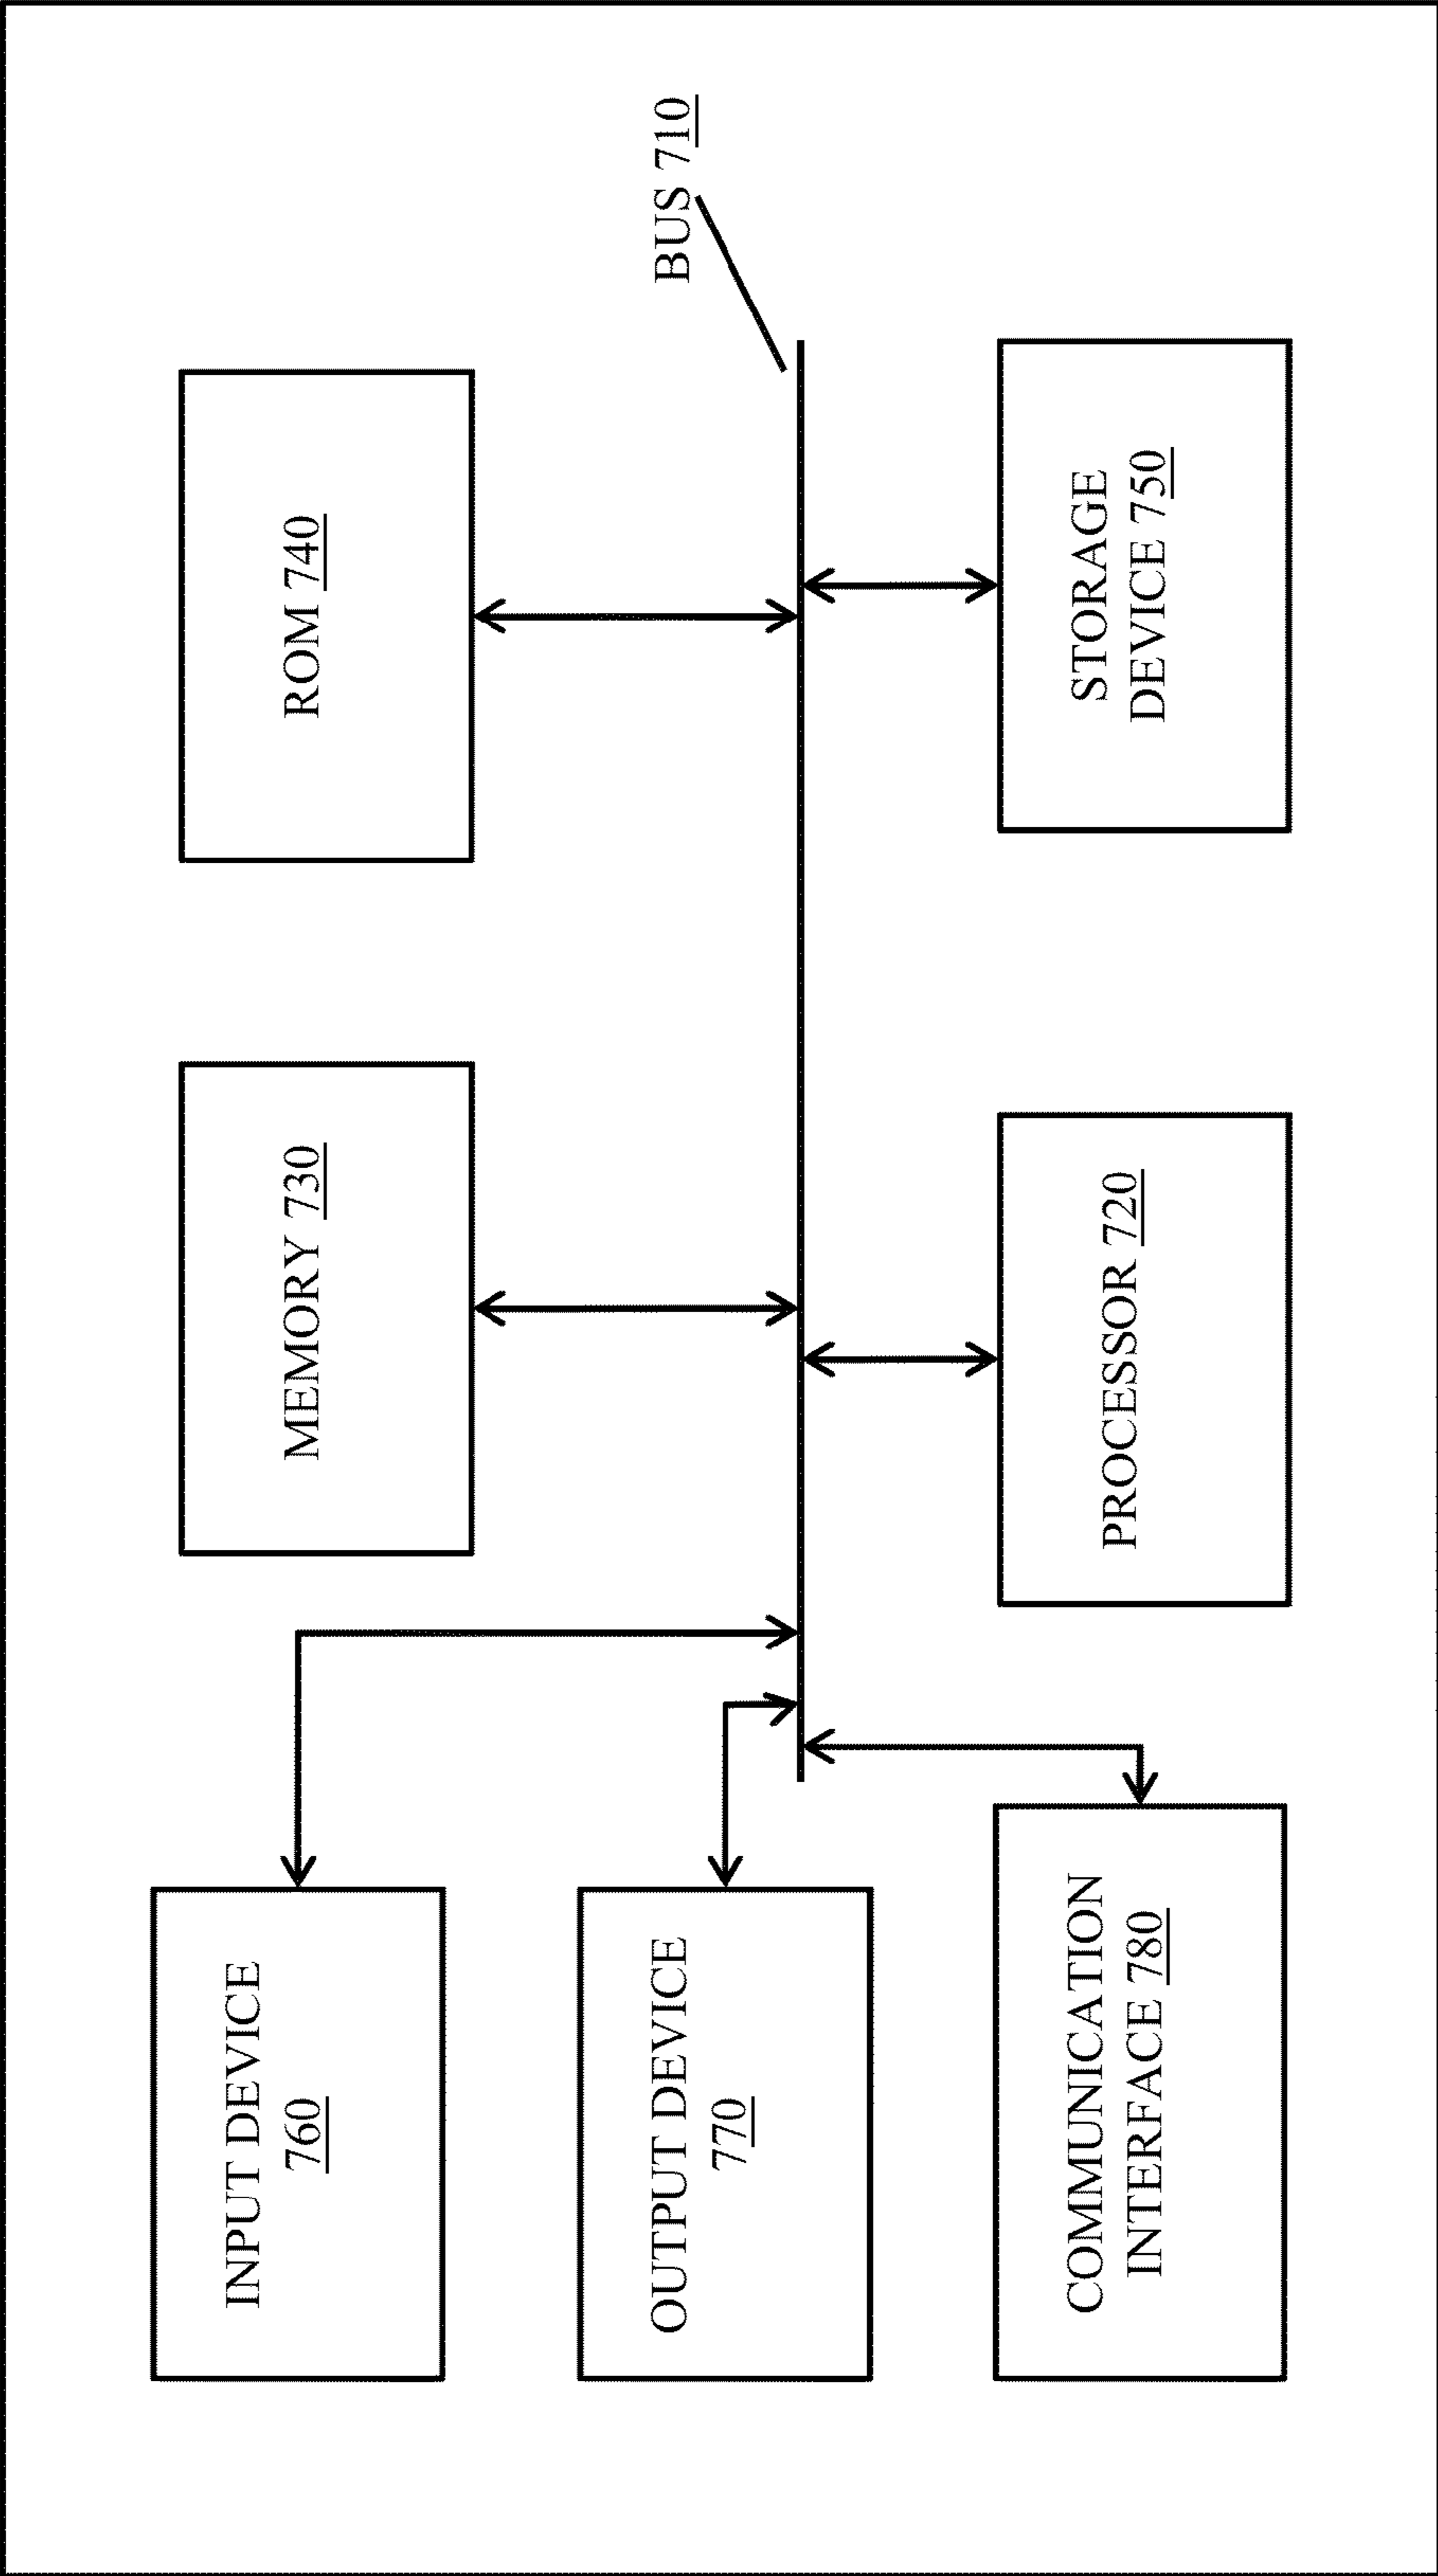 INPUT DEVICE
760
MEMORY 730
ROM 740
OUTPUT DEVICE
770
BUS 710
COMMUNICATION
INTERFACE 780
PROCESSOR 720
STORAGE
DEVICE 750